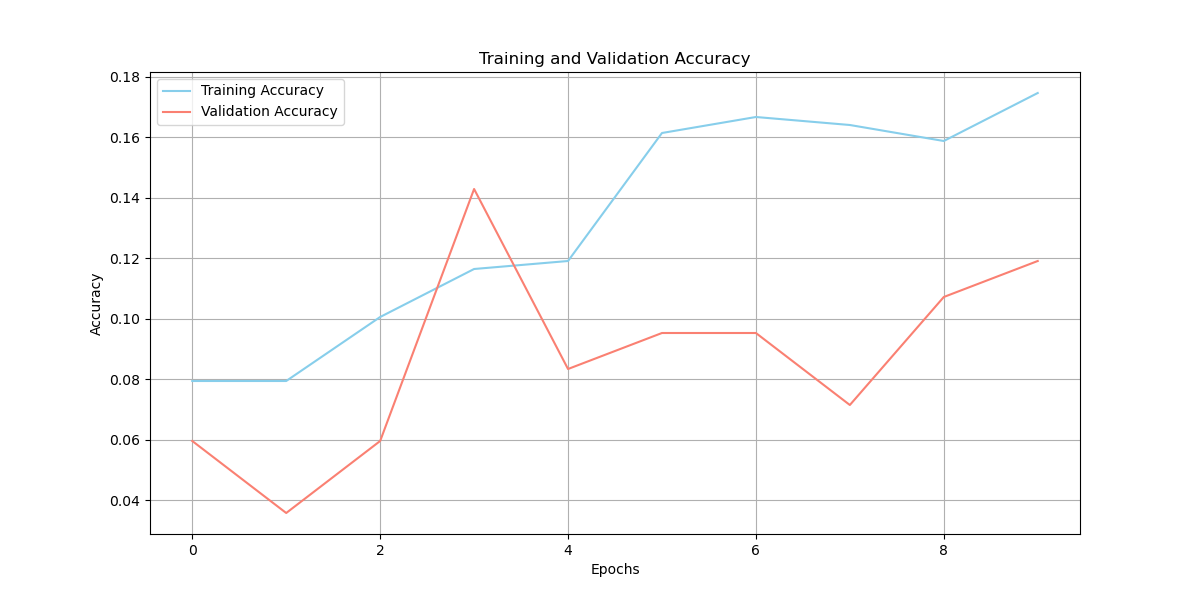 Training and Validation Accuracy
Training Accuracy
Validation Accuracy
0.18
0.16
0.14
0.12
0.10
0.08
0.06
0.04
Accuracy
0 2 4 6 8
Epochs